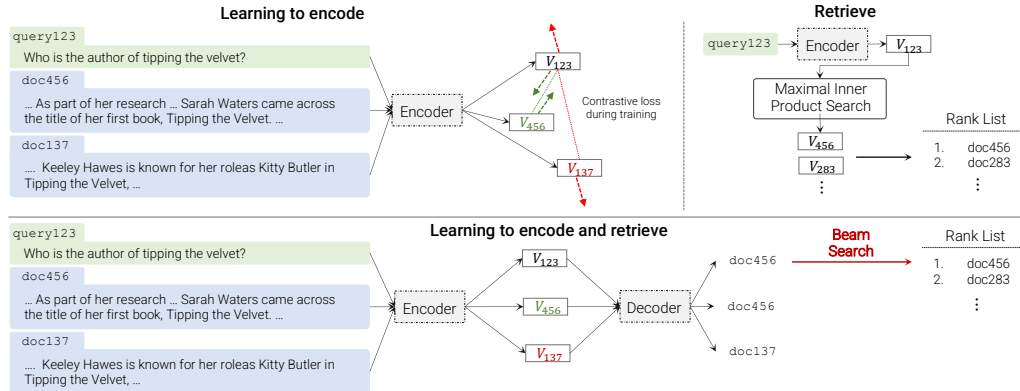 Learning to encode
query123
Who is the author of tipping the velvet?
doc456
... As part of her research ... Sarah Waters came across
the title of her first book, Tipping the Velvet. ...
doc137
.... Keeley Hawes is known for her roleas Kitty Butler in
Tipping the Velvet, ...
Encoder
V123
V456
V137
Contrastive loss
during training
Retrieve
query123
Encoder
V123
Maximal Inner
Product Search
V456
V283
⋮
Rank List
1. doc456
2. doc283
⋮
Learning to encode and retrieve
query123
Who is the author of tipping the velvet?
doc456
... As part of her research ... Sarah Waters came across
the title of her first book, Tipping the Velvet. ...
doc137
.... Keeley Hawes is known for her roleas Kitty Butler in
Tipping the Velvet, ...
Encoder
V123
V456
V137
Decoder
doc456
doc456
doc137
Beam
Search
Rank List
1. doc456
2. doc283
⋮